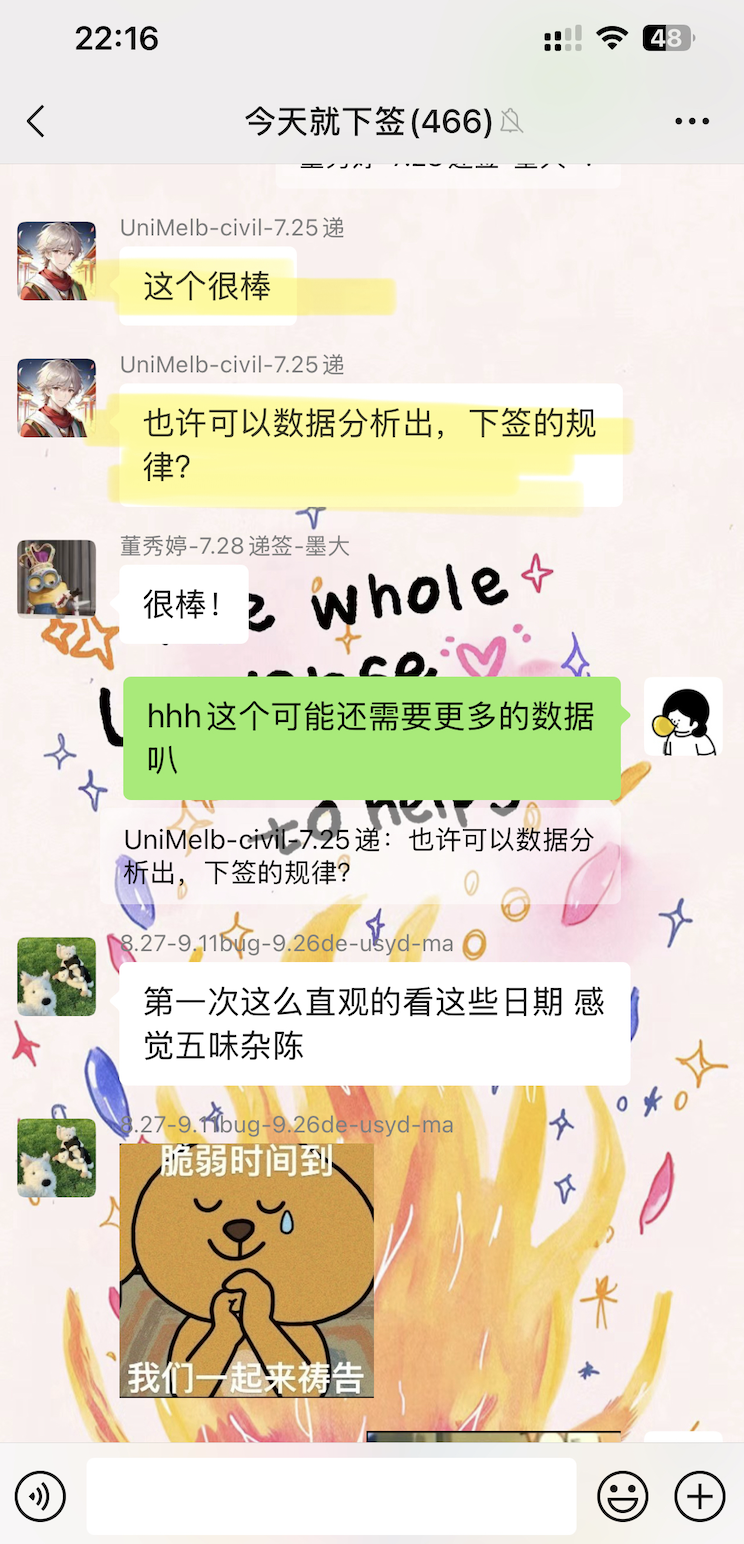 22:16
48
今天就下签(466)
UniMelb-civil-7.25递
这个很棒
UniMelb-civil-7.25递
也许可以数据分析出，下签的规
律？
董秀婷-7.28递签-墨大
很棒！
whole
hhh这个可能还需要更多的数据
叭
to help
UniMelb-civil-7.25递：也许可以数据分
析出，下签的规律？
8.27-9.11bug-9.26de-usyd-ma
第一次这么直观的看这些日期 感
觉五味杂陈
8.27-9.11bug-9.26de-usyd-ma
脆弱时间到
我们一起来祷告